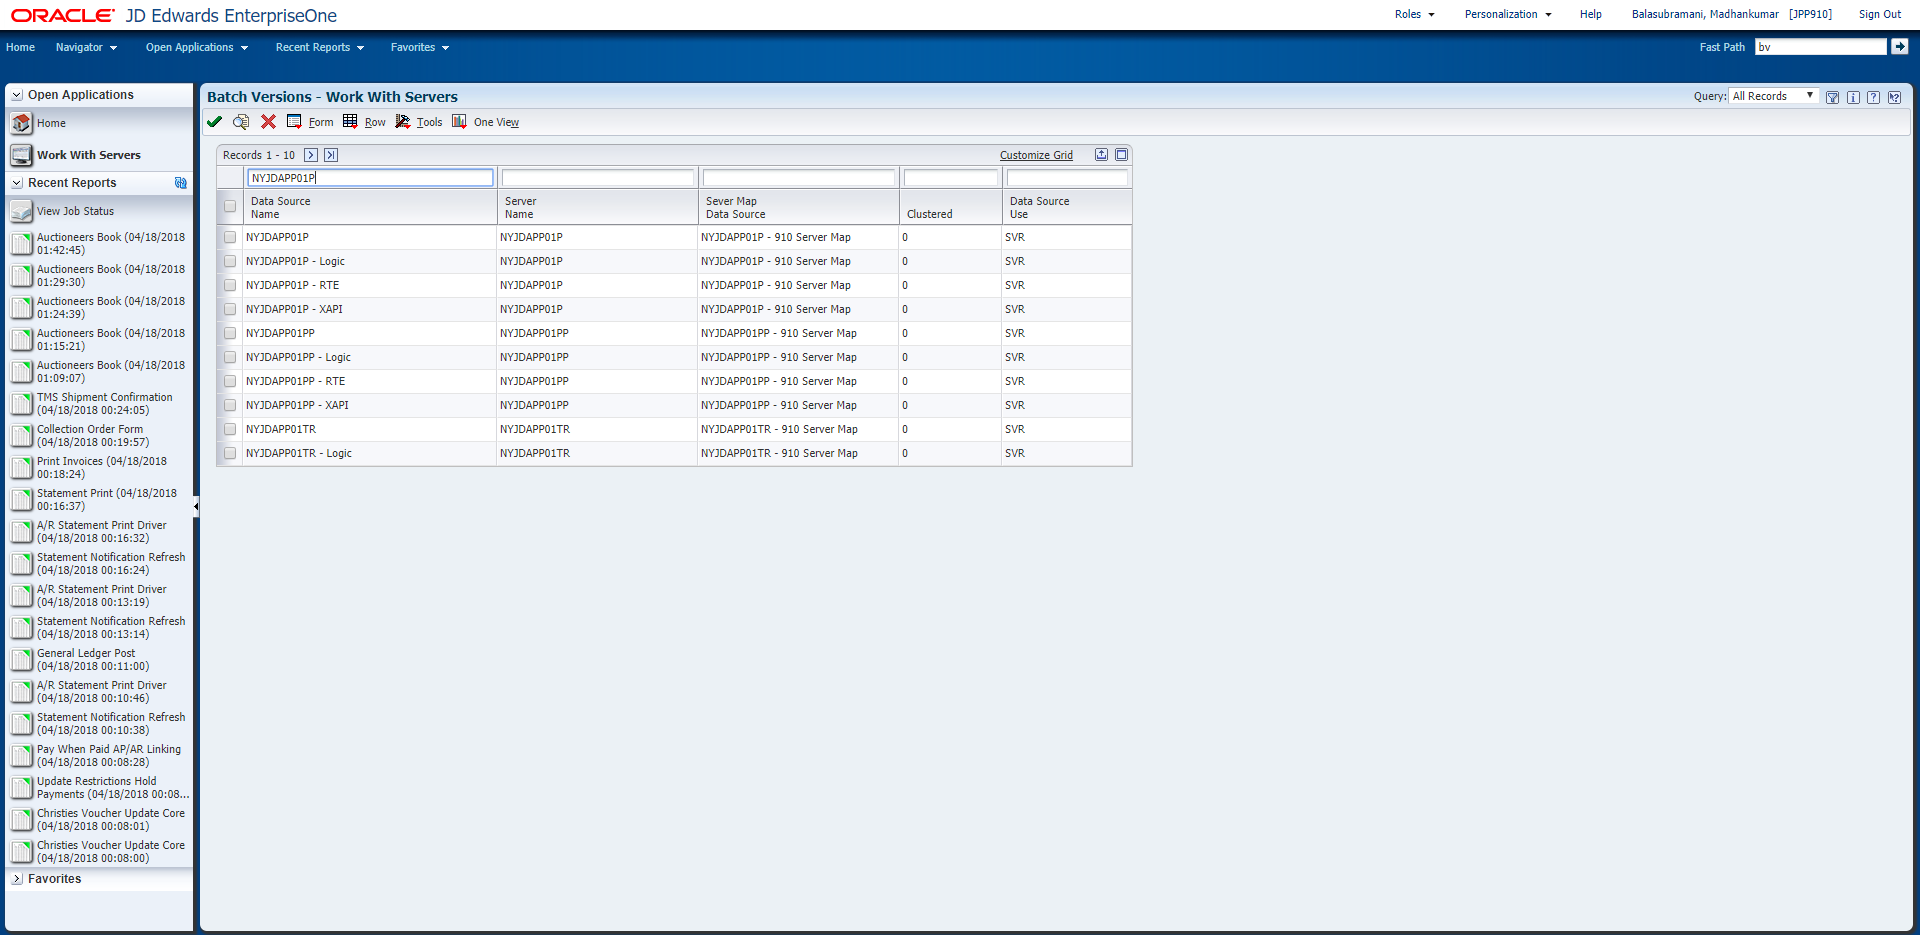 ORACLE JD Edwards EnterpriseOne
Roles Personalization Help Balasubramani, Madhankumar [JPP910] Sign Out
Home Navigator Open Applications Recent Reports Favorites
Fast Path bv
Open Applications
Home
Work With Servers
Recent Reports
View Job Status
Auctioneers Book (04/18/2018
01:42:45)
Auctioneers Book (04/18/2018
01:29:30)
Auctioneers Book (04/18/2018
01:24:39)
Auctioneers Book (04/18/2018
01:15:21)
Auctioneers Book (04/18/2018
01:09:07)
TMS Shipment Confirmation
(04/18/2018 00:24:05)
Collection Order Form
(04/18/2018 00:19:57)
Print Invoices (04/18/2018
00:18:24)
Statement Print (04/18/2018
00:16:37)
A/R Statement Print Driver
(04/18/2018 00:16:32)
Statement Notification Refresh
(04/18/2018 00:16:24)
A/R Statement Print Driver
(04/18/2018 00:13:19)
Statement Notification Refresh
(04/18/2018 00:13:14)
General Ledger Post
(04/18/2018 00:11:00)
A/R Statement Print Driver
(04/18/2018 00:10:46)
Statement Notification Refresh
(04/18/2018 00:10:38)
Pay When Paid AP/AR Linking
(04/18/2018 00:08:28)
Update Restrictions Hold
Payments (04/18/2018 00:08...
Christies Voucher Update Core
(04/18/2018 00:08:01)
Christies Voucher Update Core
(04/18/2018 00:08:00)
Favorites
Batch Versions - Work With Servers
Query: All Records
Form Row Tools One View
Records 1 - 10 Customize Grid
NYJDAPP01P
Data Source Name Server Name Sever Map Data Source Clustered Data Source Use
NYJDAPP01P NYJDAPP01P NYJDAPP01P - 910 Server Map 0 SVR
NYJDAPP01P - Logic NYJDAPP01P NYJDAPP01P - 910 Server Map 0 SVR
NYJDAPP01P - RTE NYJDAPP01P NYJDAPP01P - 910 Server Map 0 SVR
NYJDAPP01P - XAPI NYJDAPP01P NYJDAPP01P - 910 Server Map 0 SVR
NYJDAPP01PP NYJDAPP01PP NYJDAPP01PP - 910 Server Map 0 SVR
NYJDAPP01PP - Logic NYJDAPP01PP NYJDAPP01PP - 910 Server Map 0 SVR
NYJDAPP01PP - RTE NYJDAPP01PP NYJDAPP01PP - 910 Server Map 0 SVR
NYJDAPP01PP - XAPI NYJDAPP01PP NYJDAPP01PP - 910 Server Map 0 SVR
NYJDAPP01TR NYJDAPP01TR NYJDAPP01TR - 910 Server Map 0 SVR
NYJDAPP01TR - Logic NYJDAPP01TR NYJDAPP01TR - 910 Server Map 0 SVR